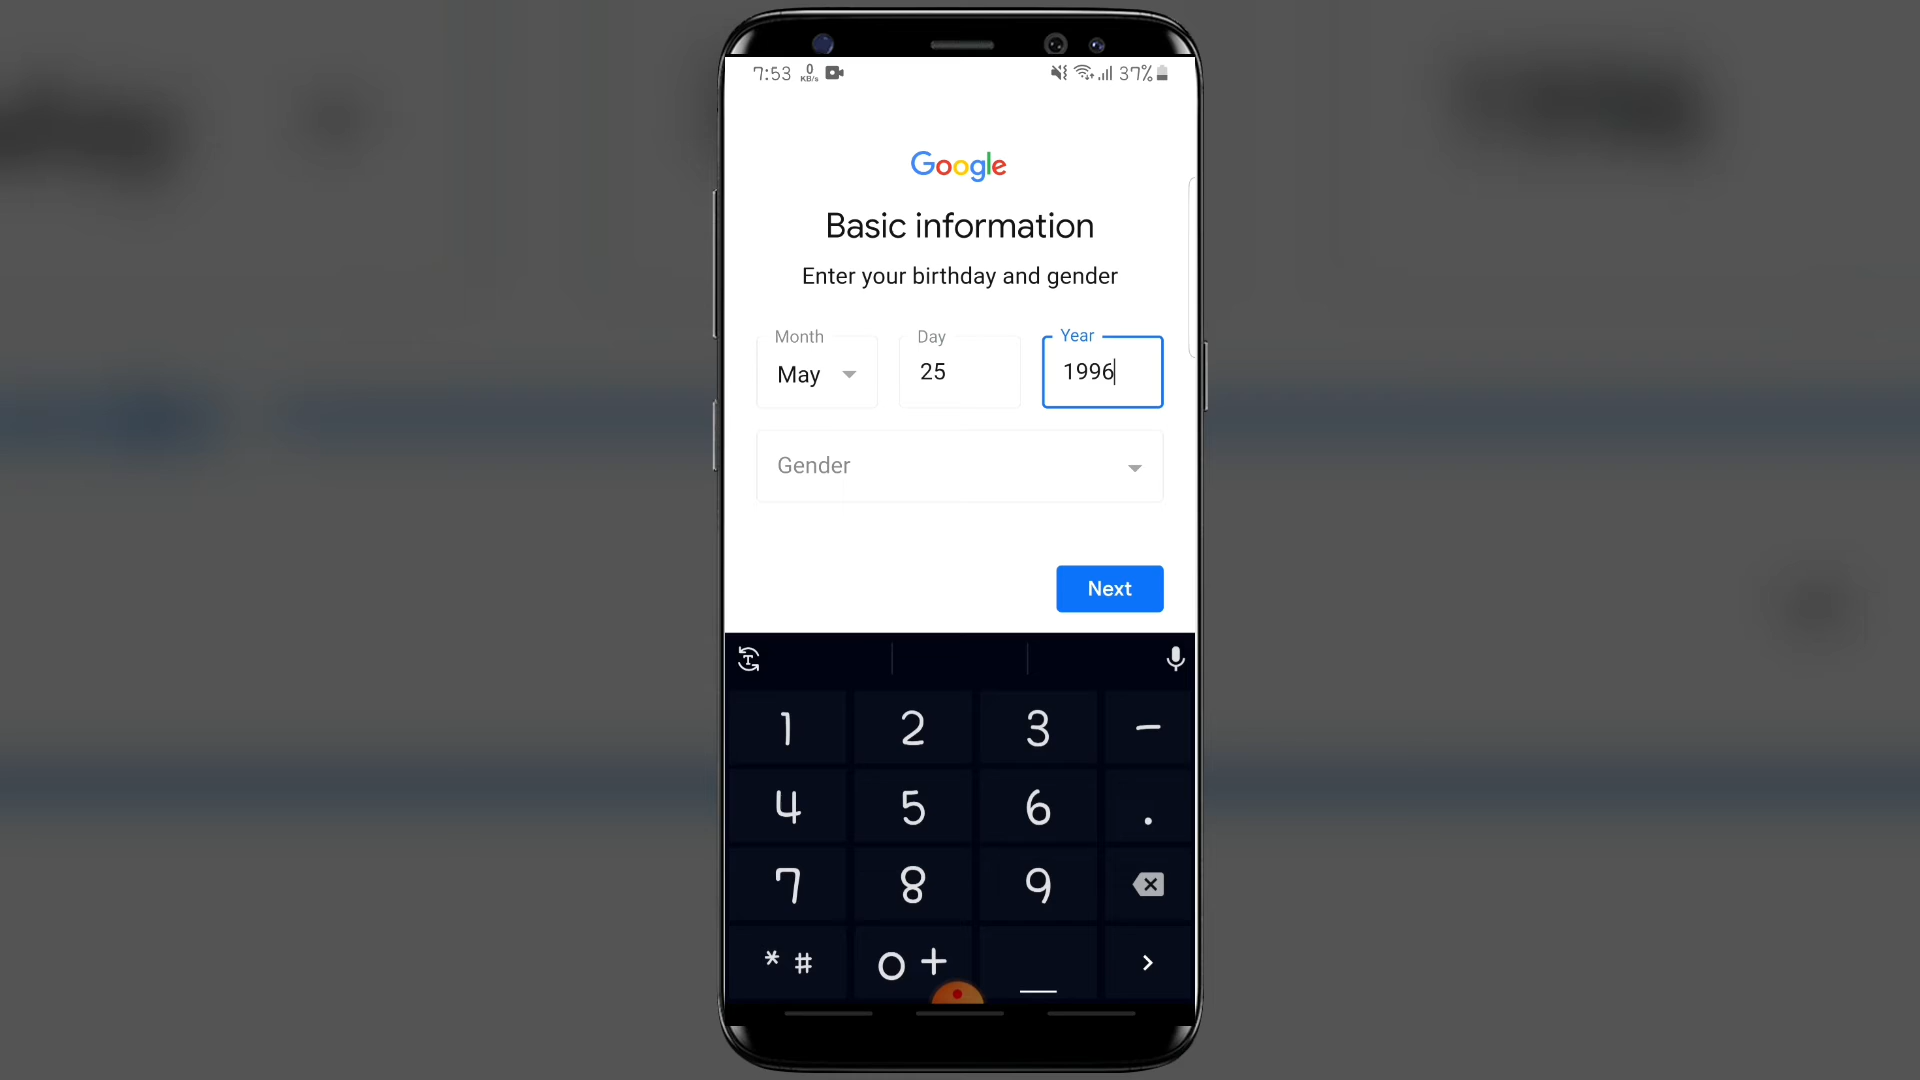 7:53 0 KB/s 37%
Google
Basic information
Enter your birthday and gender
Month Day Year
May 25 1996
Gender
Next
1 2 3 -
4 5 6 .
7 8 9
* # 0 +